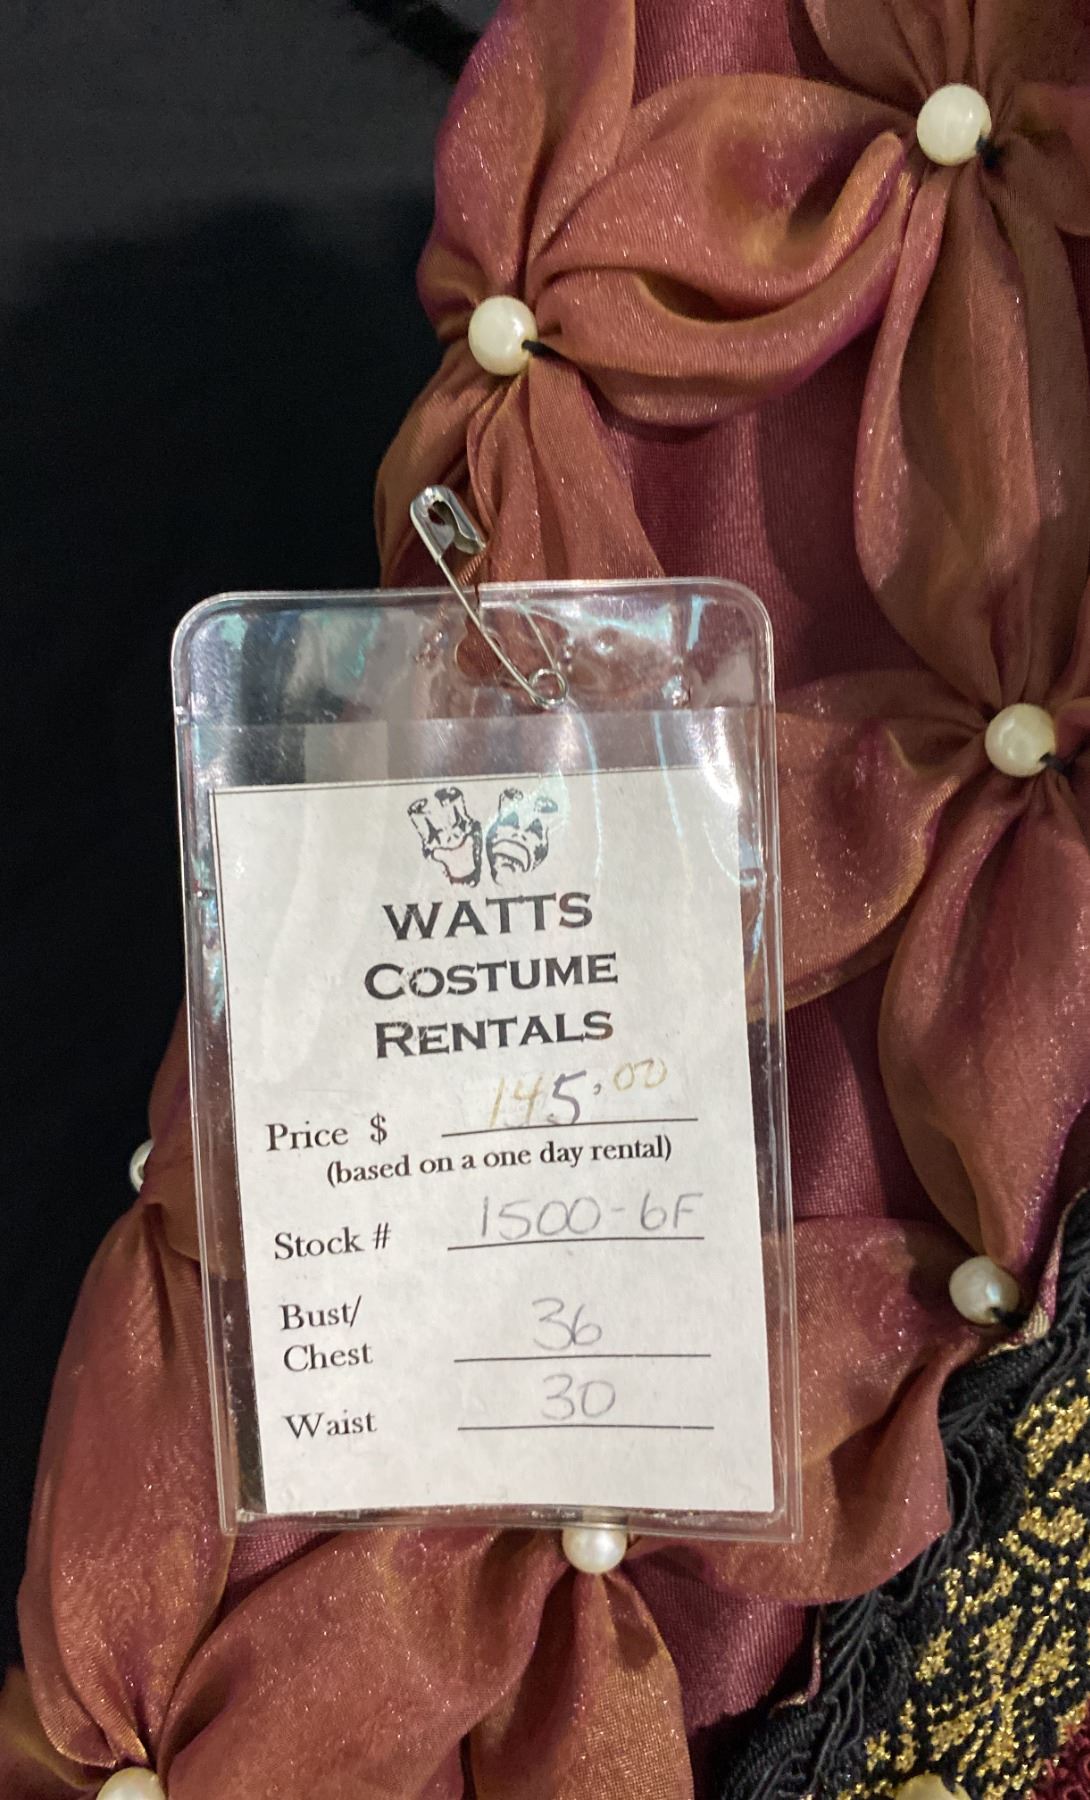 WATTS
COSTUME
RENTALS
Price $ 145.00
(based on a one day rental)
Stock # 1500-6F
Bust/
Chest 36
Waist 30